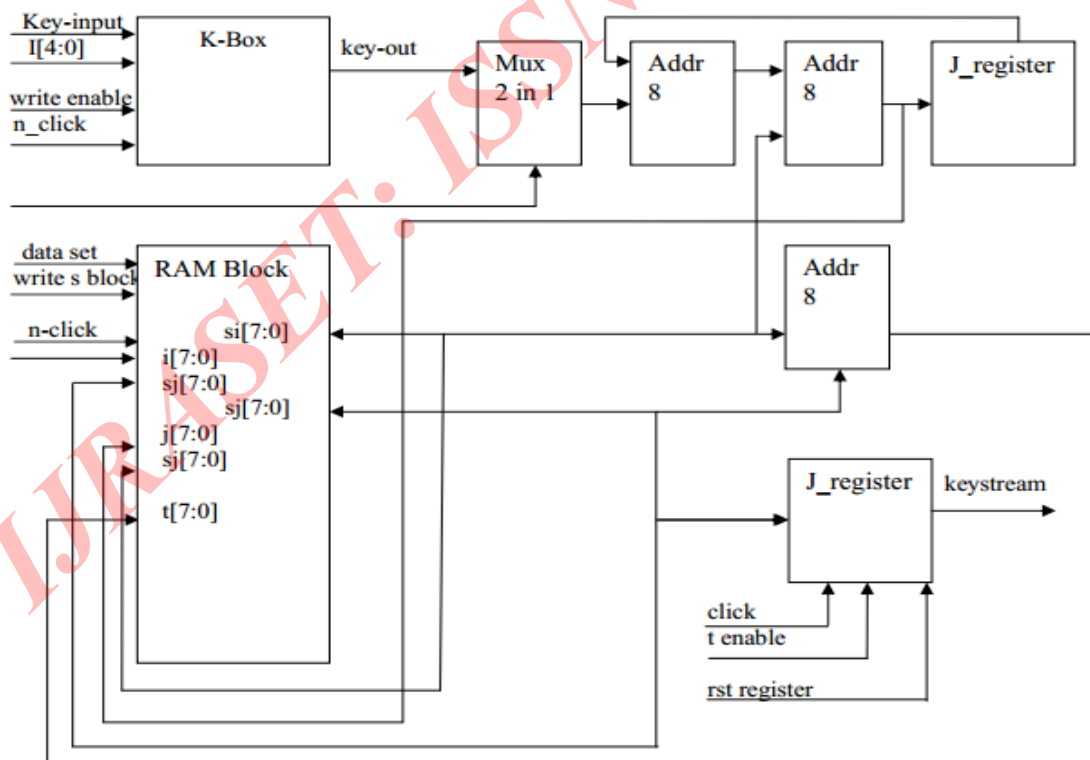 Key-input
I[4:0]
write enable
n_click
K-Box
key-out
Mux
2 in 1
Addr
8
Addr
8
J_register
data set
write s block
n-click
RAM Block
si[7:0]
i[7:0]
sj[7:0]
sj[7:0]
j[7:0]
sj[7:0]
t[7:0]
Addr
8
J_register
keystream
click
t enable
rst register
IJRASET: ISSN